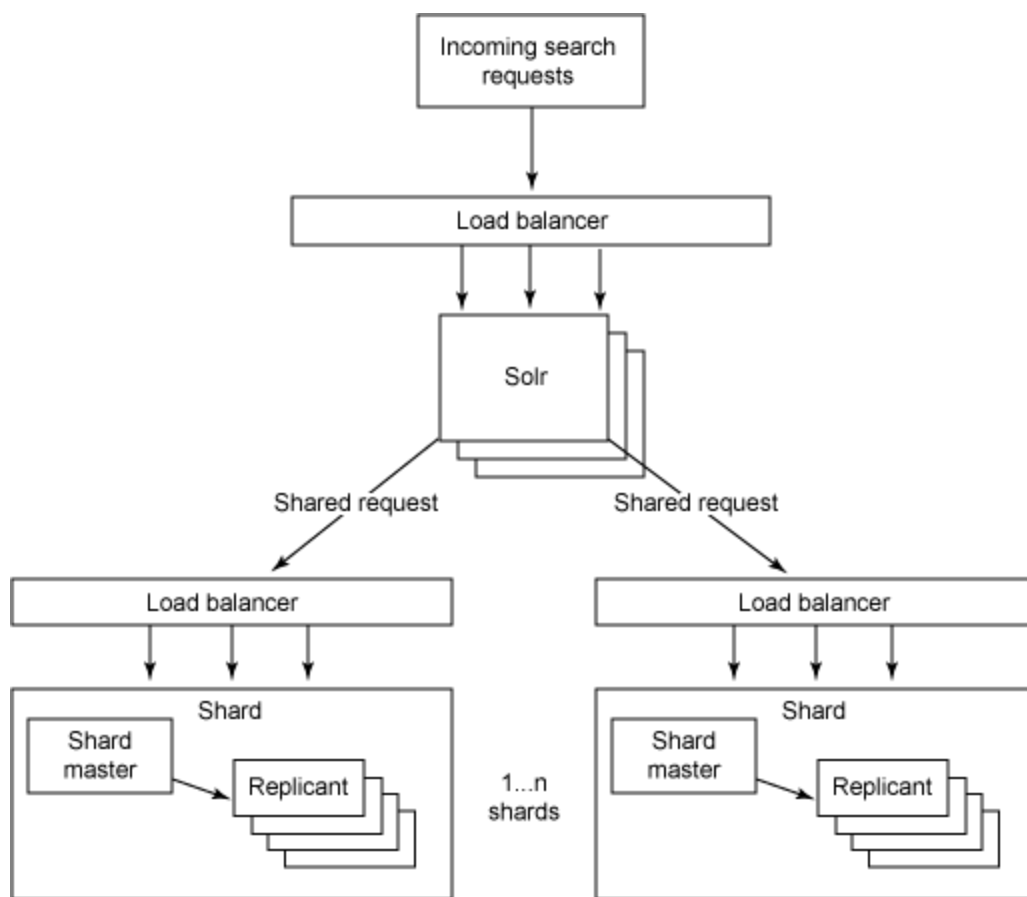 Incoming search
requests
Load balancer
Solr
Shared request
Shared request
Load balancer
Load balancer
Shard
Shard master
Replicant
1...n
shards
Shard
Shard master
Replicant